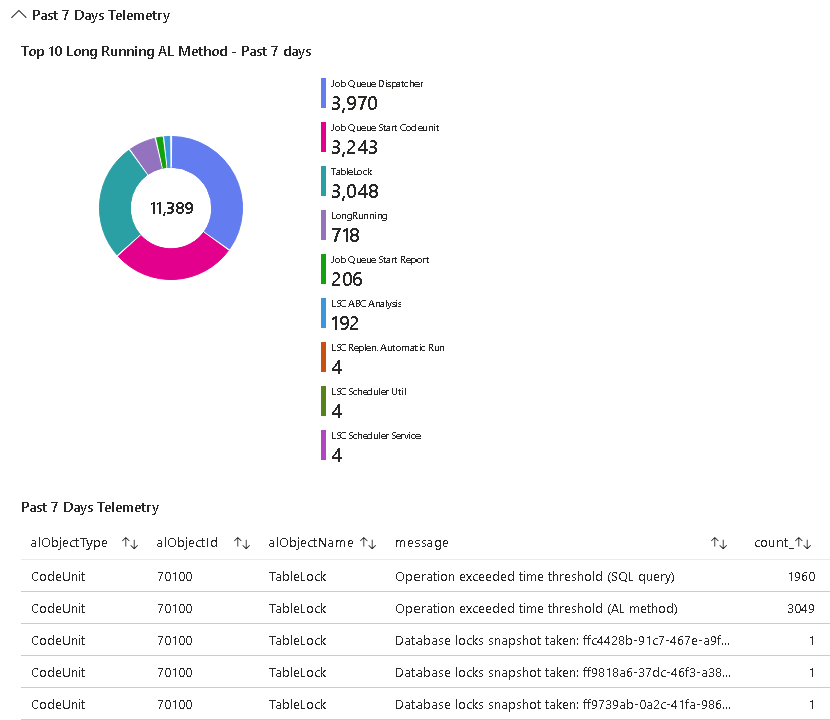 Past 7 Days Telemetry
Top 10 Long Running AL Method - Past 7 days
11,389
Job Queue Dispatcher
3,970
Job Queue Start Codeunit
3,243
TableLock
3,048
LongRunning
718
Job Queue Start Report
206
LSC ABC Analysis
192
LSC Replen. Automatic Run
4
LSC Scheduler Util
4
LSC Scheduler Service
4
Past 7 Days Telemetry
alObjectType alObjectId alObjectName message count_
CodeUnit 70100 TableLock Operation exceeded time threshold (SQL query) 1960
CodeUnit 70100 TableLock Operation exceeded time threshold (AL method) 3049
CodeUnit 70100 TableLock Database locks snapshot taken: ffc4428b-91c7-467e-a9f... 1
CodeUnit 70100 TableLock Database locks snapshot taken: ff9818a6-37dc-46f3-a38... 1
CodeUnit 70100 TableLock Database locks snapshot taken: ff9739ab-0a2c-41fa-986... 1